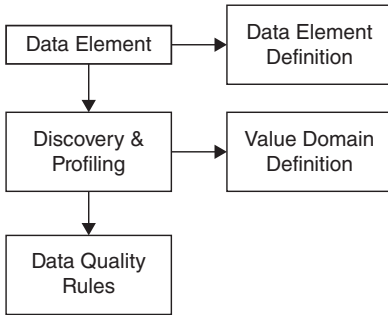 Data Element
Data Element
Definition
Discovery &
Profiling
Value Domain
Definition
Data Quality
Rules